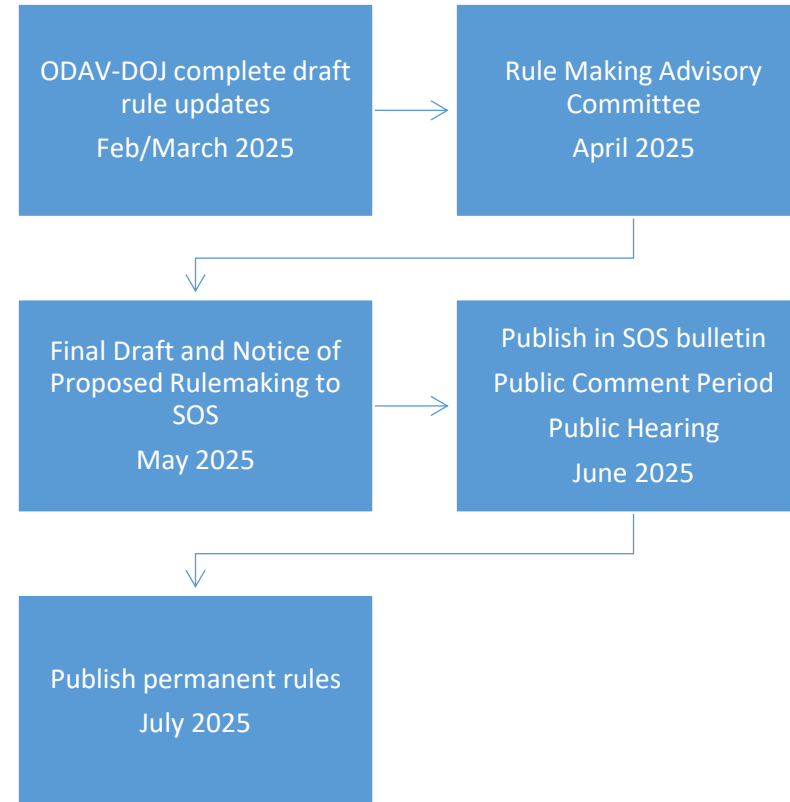 ODAV-DOJ complete draft
rule updates
Feb/March 2025
Rule Making Advisory
Committee
April 2025
Final Draft and Notice of
Proposed Rulemaking to
SOS
May 2025
Publish in SOS bulletin
Public Comment Period
Public Hearing
June 2025
Publish permanent rules
July 2025